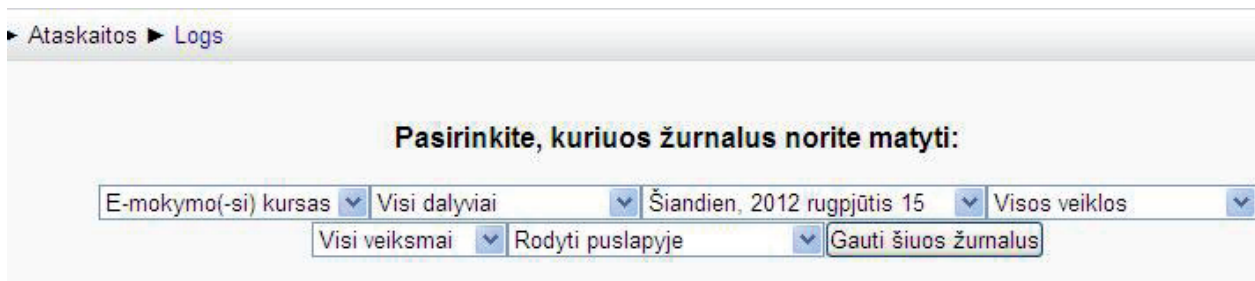 ► Ataskaitos ► Logs
Pasirinkite, kuriuos žurnalus norite matyti:
E-mokymo(-si) kursas Visi dalyviai Šiandien, 2012 rugpjūtis 15 Visos veiklos
Visi veiksmai Rodyti puslapyje Gauti šiuos žurnalus